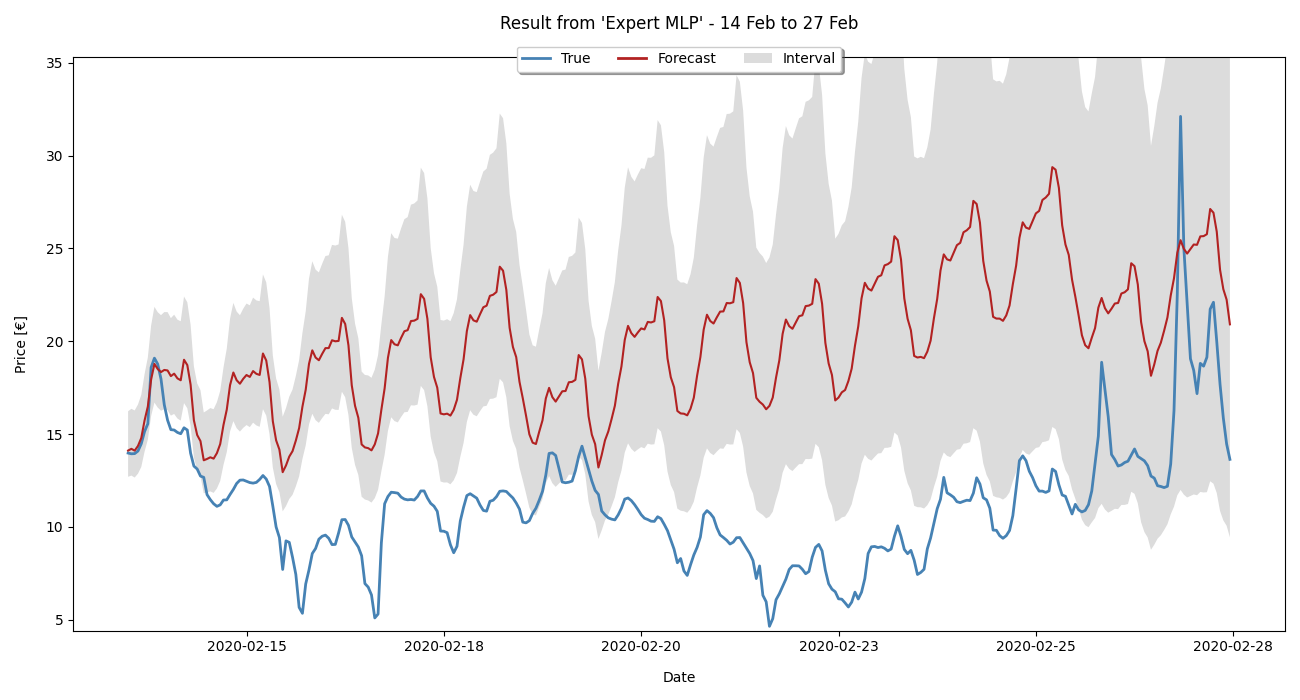 Result from 'Expert MLP' - 14 Feb to 27 Feb
True Forecast Interval
35
30
25
20
15
10
5
Price [€]
2020-02-15 2020-02-18 2020-02-20 2020-02-23 2020-02-25 2020-02-28
Date